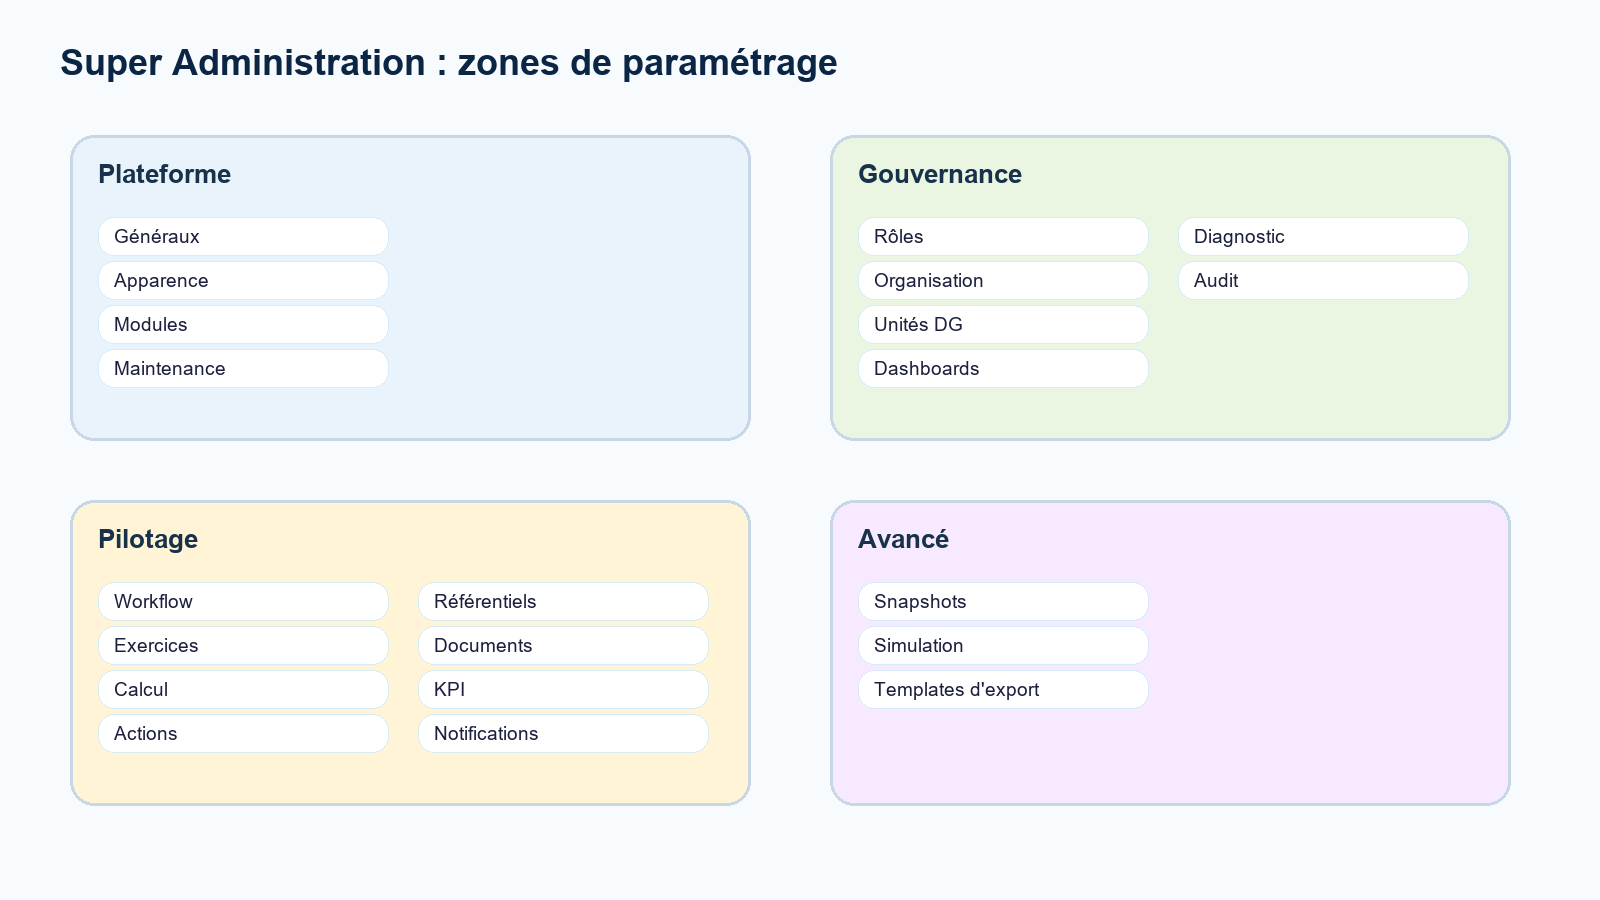 Super Administration : zones de paramétrage
Plateforme
Généraux
Apparence
Modules
Maintenance
Gouvernance
Rôles
Organisation
Unités DG
Dashboards
Diagnostic
Audit
Pilotage
Workflow
Exercices
Calcul
Actions
Référentiels
Documents
KPI
Notifications
Avancé
Snapshots
Simulation
Templates d'export